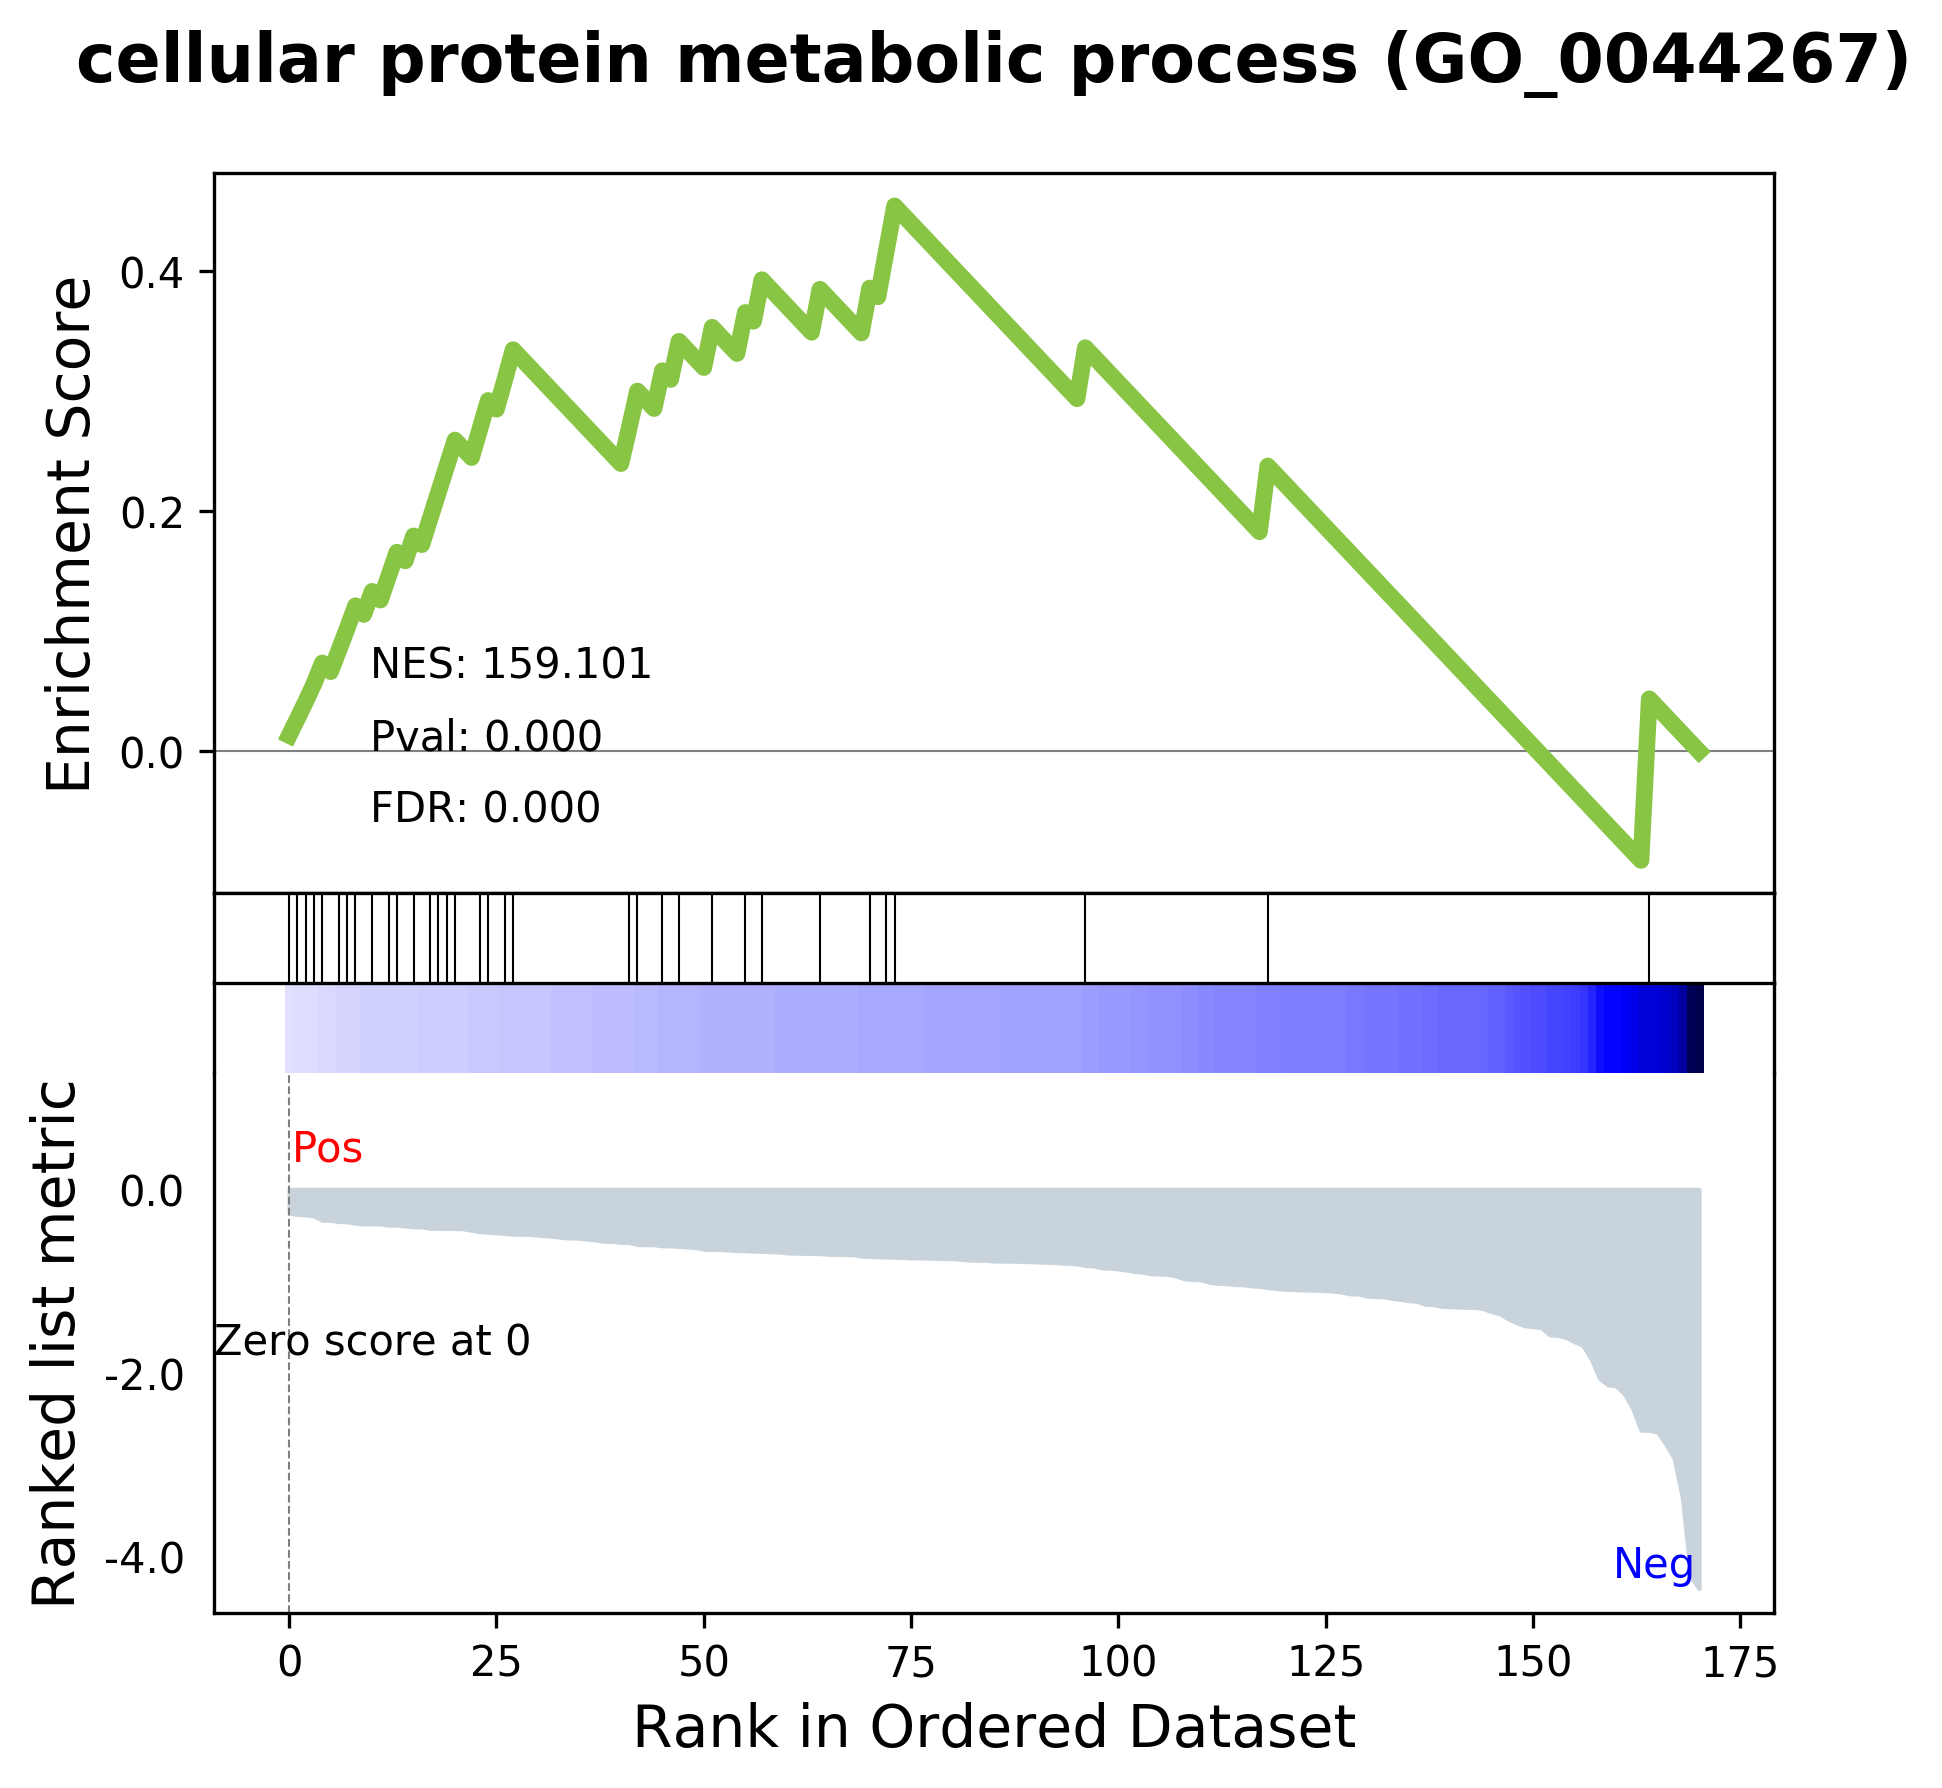 cellular protein metabolic process (GO_0044267)
Enrichment Score
0.4
0.2
0.0
NES: 159.101
Pval: 0.000
FDR: 0.000
Ranked list metric
Pos
0.0
Zero score at 0
-2.0
-4.0
Neg
0 25 50 75 100 125 150 175
Rank in Ordered Dataset